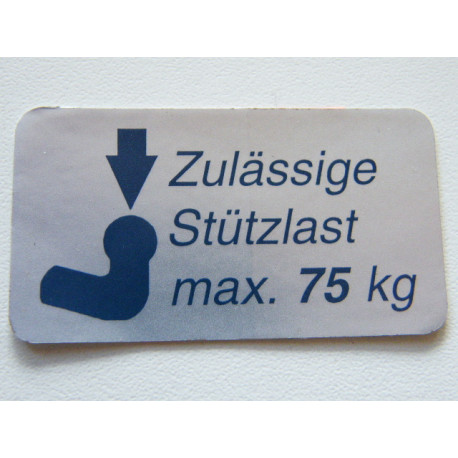 Zulässige
Stützlast
max. 75 kg